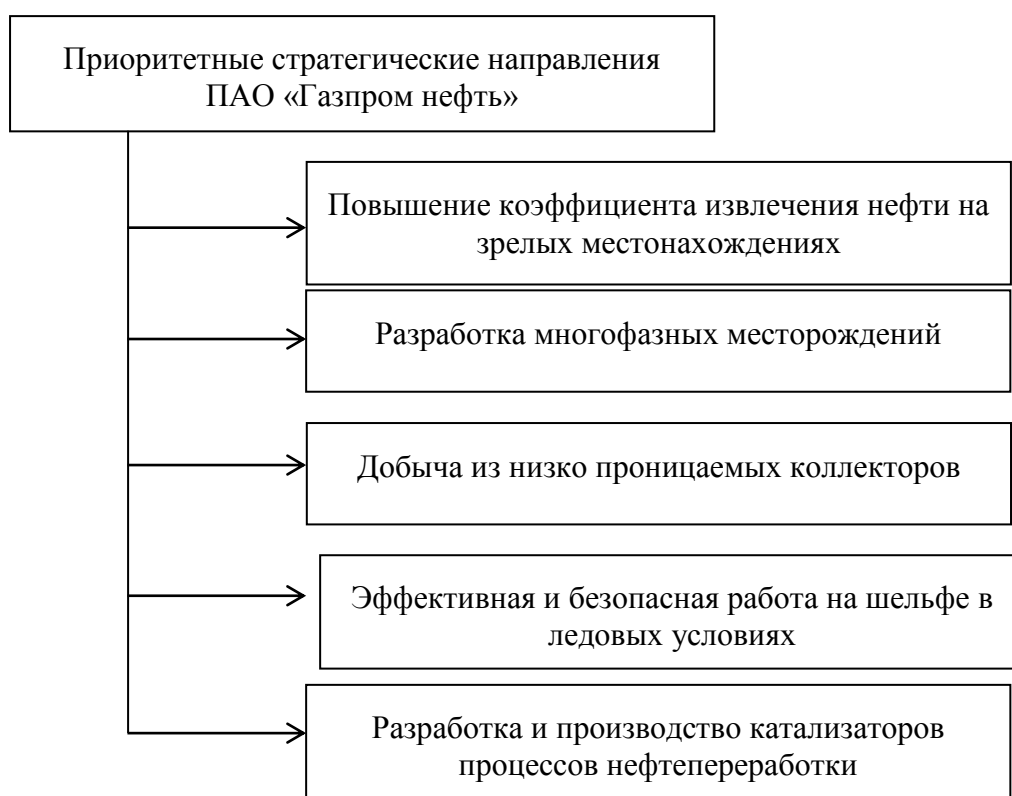 Приоритетные стратегические направления
ПАО «Газпром нефть»
Повышение коэффициента извлечения нефти на
зрелых местонахождениях
Разработка многофазных месторождений
Добыча из низко проницаемых коллекторов
Эффективная и безопасная работа на шельфе в
ледовых условиях
Разработка и производство катализаторов
процессов нефтепереработки